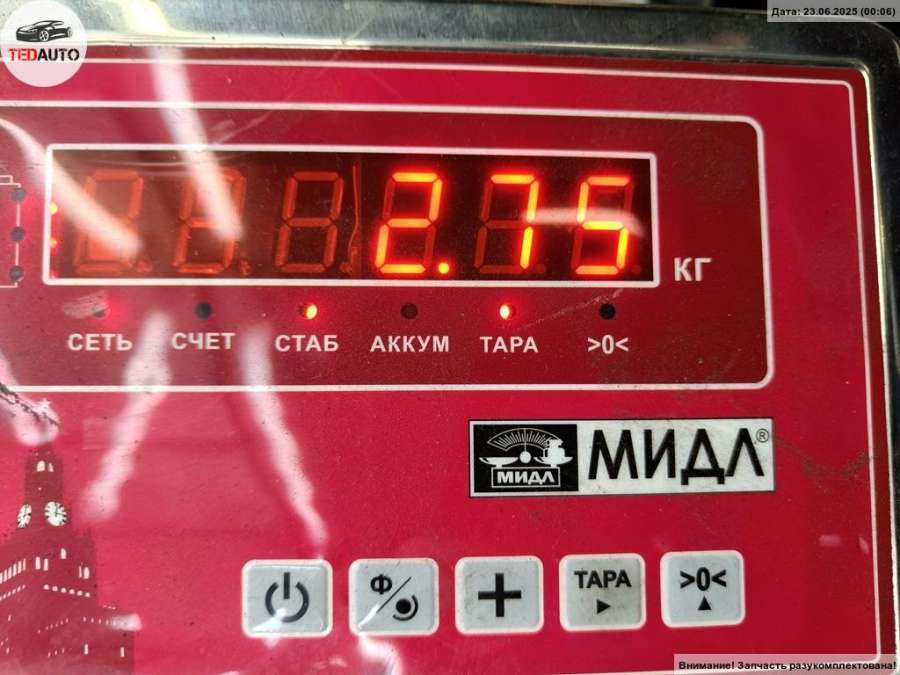 Дата: 23.06.2025 (00:06)
TEDAUTO
2.75
КГ
СЕТЬ СЧЕТ СТАБ АККУМ ТАРА >0<
МИДЛ МИДЛ®
Ф ТАРА >0<
Внимание! Запчасть разукомплектована!